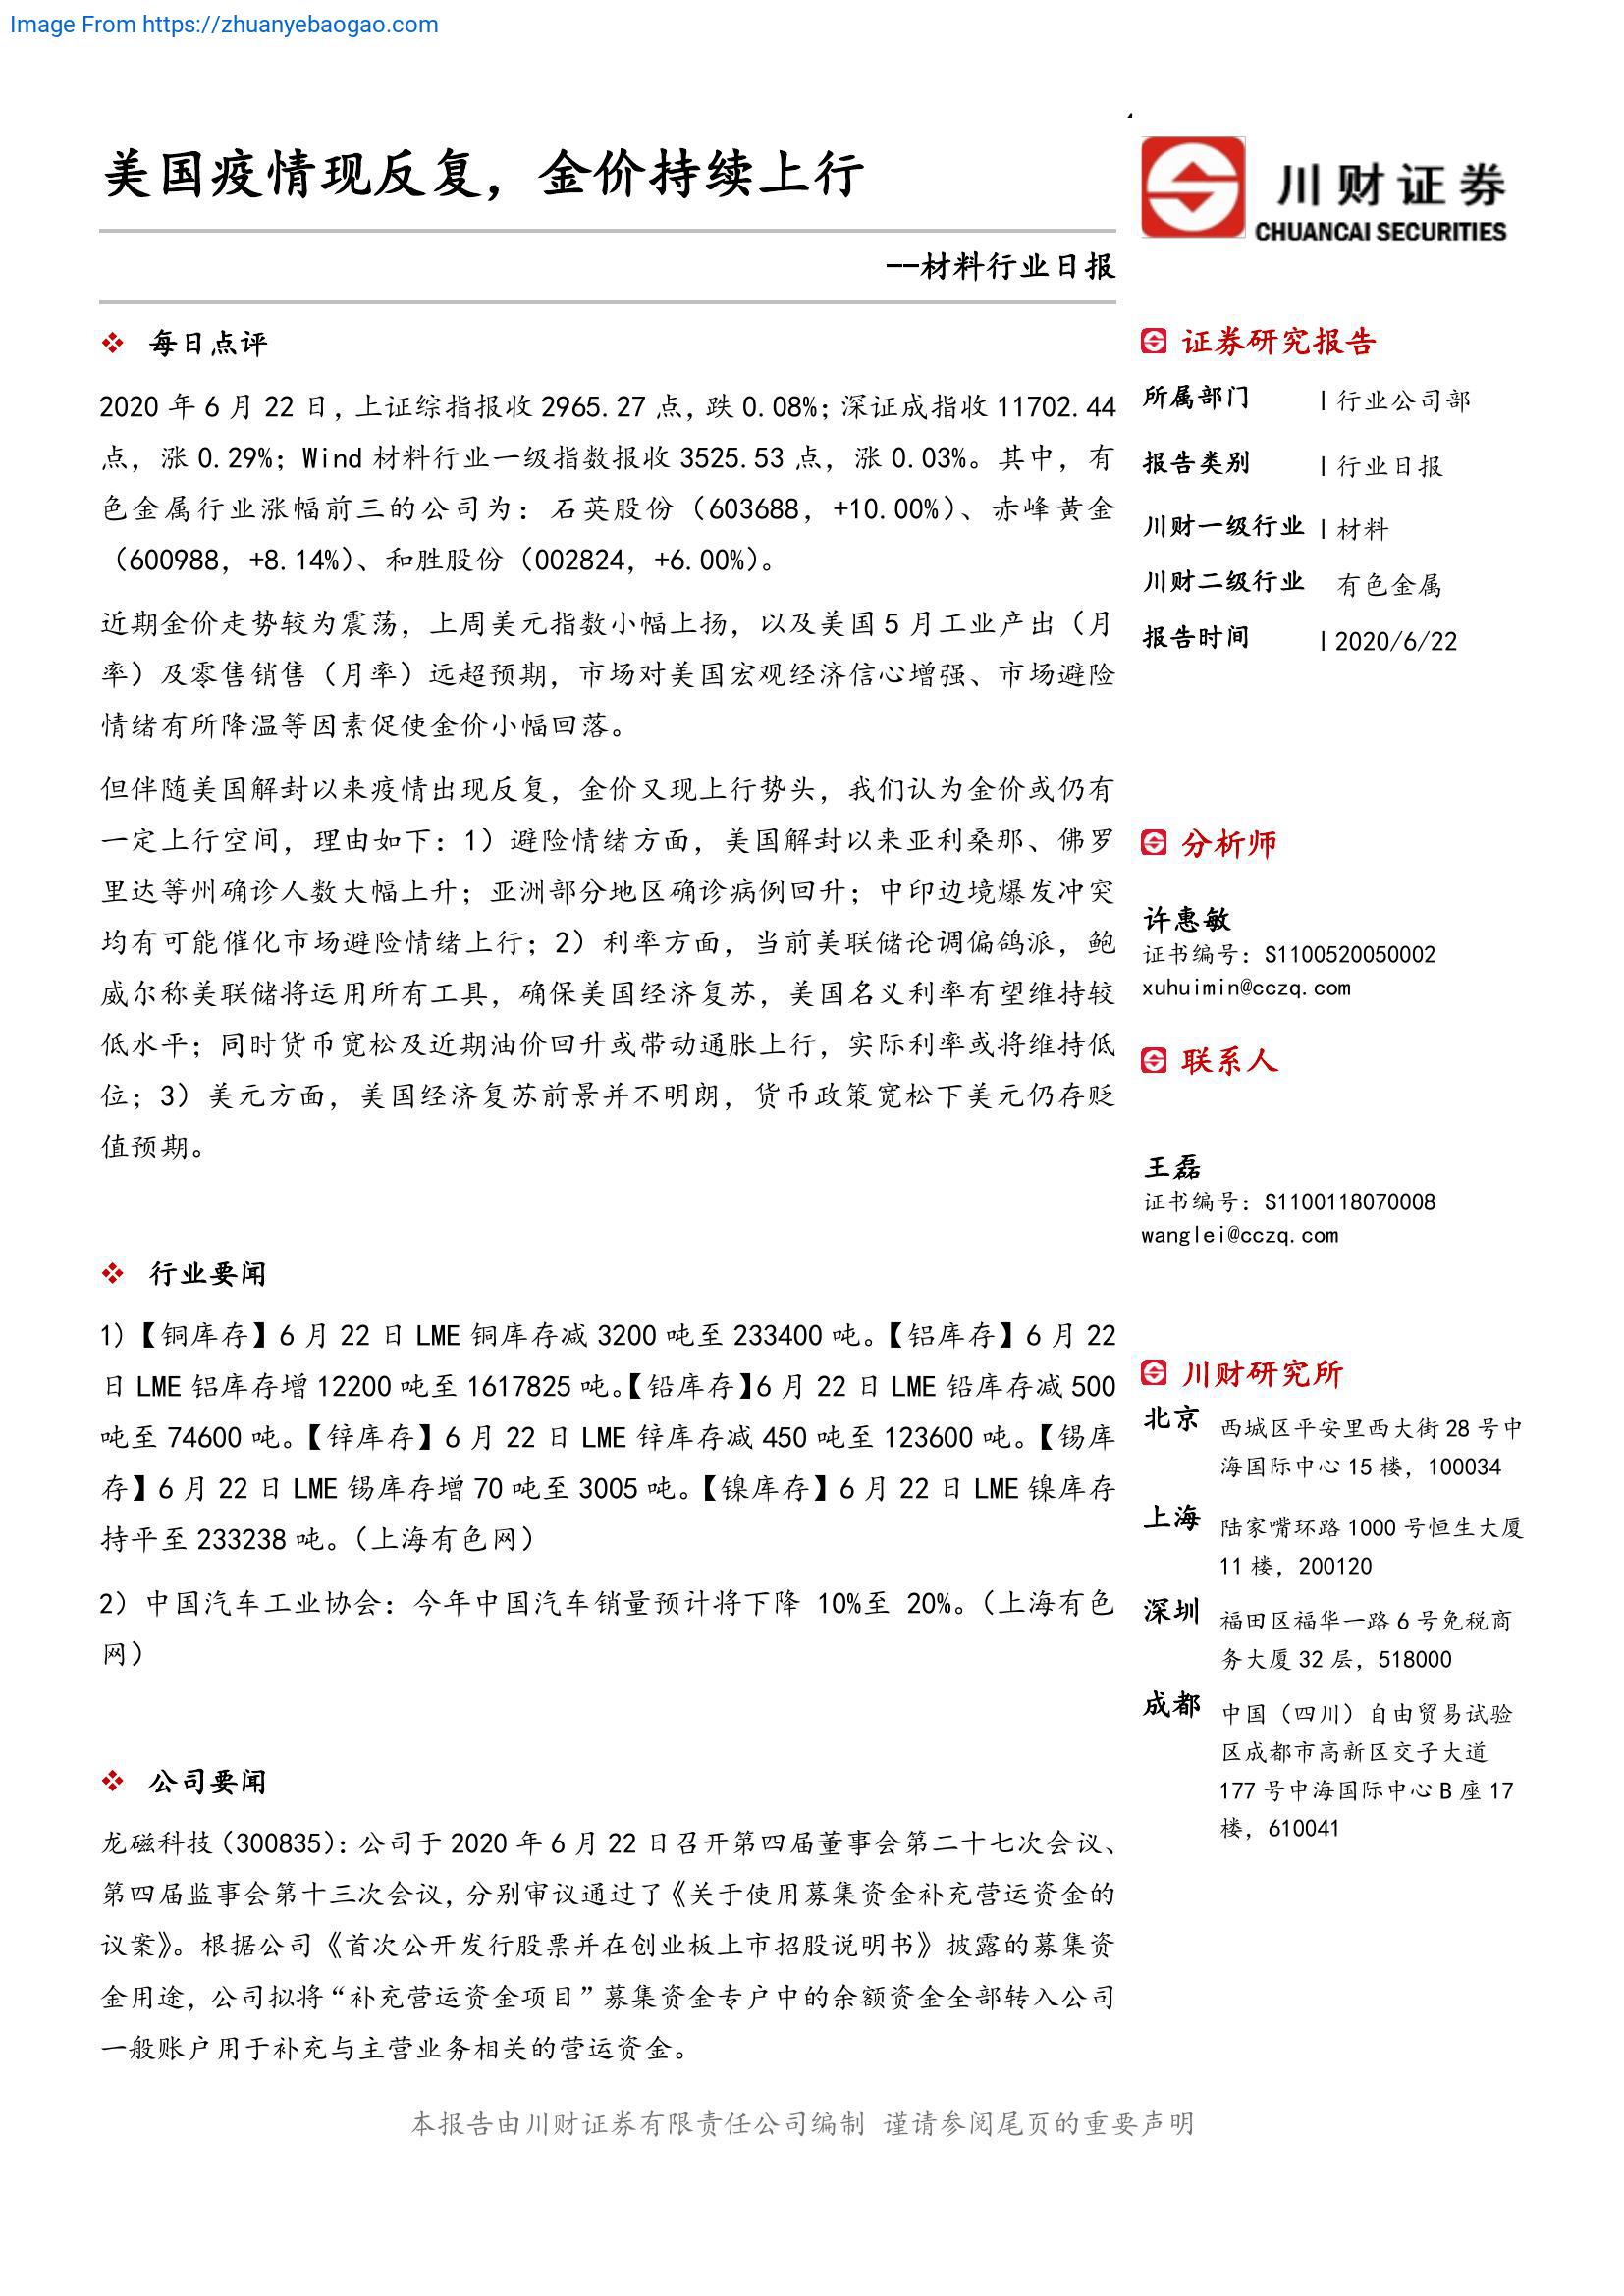 Image From https://zhuanyebaogao.com
美国疫情现反复，金价持续上行
--材料行业日报
川财证券
CHUANCAI SECURITIES
每日点评
2020 年 6 月 22 日，上证综指报收 2965.27 点，跌 0.08%；深证成指收 11702.44
点，涨 0.29%；Wind 材料行业一级指数报收 3525.53 点，涨 0.03%。其中，有
色金属行业涨幅前三的公司为：石英股份（603688，+10.00%）、赤峰黄金
（600988，+8.14%）、和胜股份（002824，+6.00%）。
近期金价走势较为震荡，上周美元指数小幅上扬，以及美国 5 月工业产出（月
率）及零售销售（月率）远超预期，市场对美国宏观经济信心增强、市场避险
情绪有所降温等因素促使金价小幅回落。
但伴随美国解封以来疫情出现反复，金价又现上行势头，我们认为金价或仍有
一定上行空间，理由如下：1）避险情绪方面，美国解封以来亚利桑那、佛罗
里达等州确诊人数大幅上升；亚洲部分地区确诊病例回升；中印边境爆发冲突
均有可能催化市场避险情绪上行；2）利率方面，当前美联储论调偏鸽派，鲍
威尔称美联储将运用所有工具，确保美国经济复苏，美国名义利率有望维持较
低水平；同时货币宽松及近期油价回升或带动通胀上行，实际利率或将维持低
位；3）美元方面，美国经济复苏前景并不明朗，货币政策宽松下美元仍存贬
值预期。
行业要闻
1）【铜库存】6 月 22 日 LME 铜库存减 3200 吨至 233400 吨。【铝库存】6 月 22
日 LME 铝库存增 12200 吨至 1617825 吨。【铅库存】6 月 22 日 LME 铅库存减 500
吨至 74600 吨。【锌库存】6 月 22 日 LME 锌库存减 450 吨至 123600 吨。【锡库
存】6 月 22 日 LME 锡库存增 70 吨至 3005 吨。【镍库存】6 月 22 日 LME 镍库存
持平至 233238 吨。（上海有色网）
2）中国汽车工业协会：今年中国汽车销量预计将下降 10%至 20%。（上海有色
网）
公司要闻
龙磁科技（300835）：公司于 2020 年 6 月 22 日召开第四届董事会第二十七次会议、
第四届监事会第十三次会议，分别审议通过了《关于使用募集资金补充营运资金的
议案》。根据公司《首次公开发行股票并在创业板上市招股说明书》披露的募集资
金用途，公司拟将“补充营运资金项目”募集资金专户中的余额资金全部转入公司
一般账户用于补充与主营业务相关的营运资金。
证券研究报告
所属部门 | 行业公司部
报告类别 | 行业日报
川财一级行业 | 材料
川财二级行业 有色金属
报告时间 | 2020/6/22
分析师
许惠敏
证书编号：S1100520050002
xuhuimin@cczq.com
联系人
王磊
证书编号：S1100118070008
wanglei@cczq.com
川财研究所
北京 西城区平安里西大街 28 号中
海国际中心 15 楼，100034
上海 陆家嘴环路 1000 号恒生大厦
11 楼，200120
深圳 福田区福华一路 6 号免税商
务大厦 32 层，518000
成都 中国（四川）自由贸易试验
区成都市高新区交子大道
177 号中海国际中心 B 座 17
楼，610041
本报告由川财证券有限责任公司编制 谨请参阅尾页的重要声明